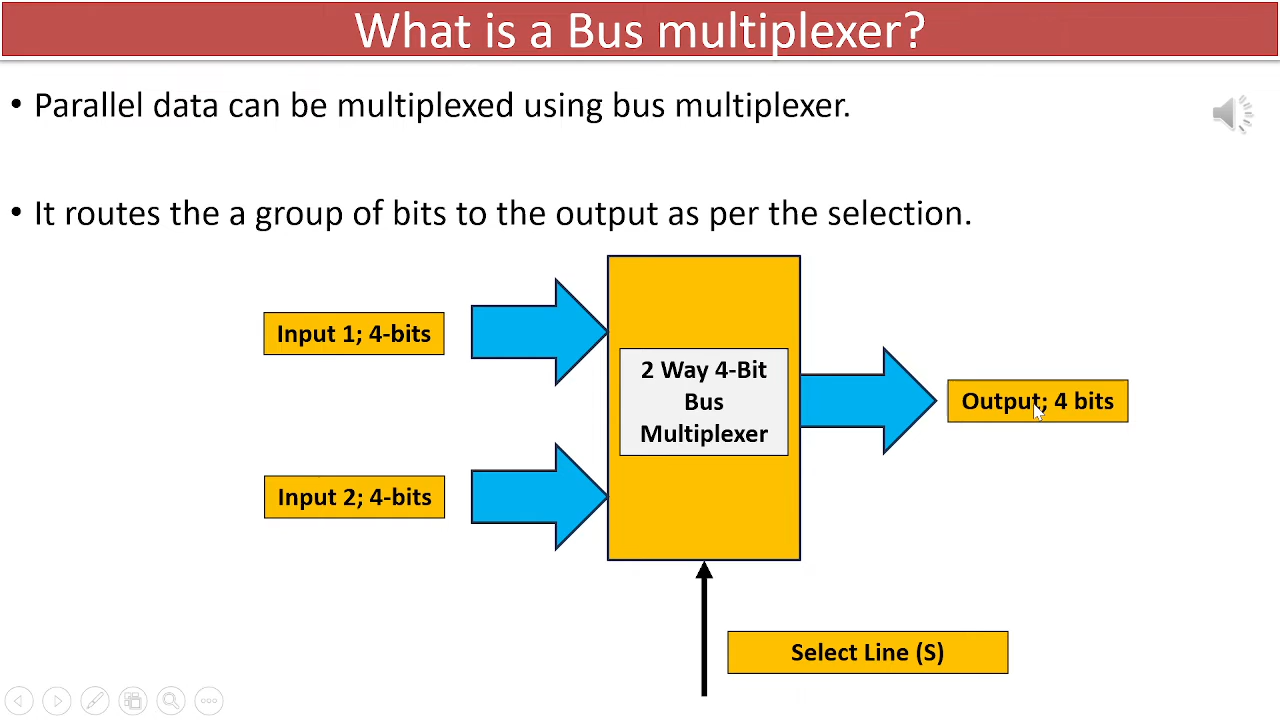 What is a Bus multiplexer?
• Parallel data can be multiplexed using bus multiplexer.
• It routes the a group of bits to the output as per the selection.
Input 1; 4-bits
2 Way 4-Bit
Bus
Multiplexer
Output; 4 bits
Input 2; 4-bits
Select Line (S)